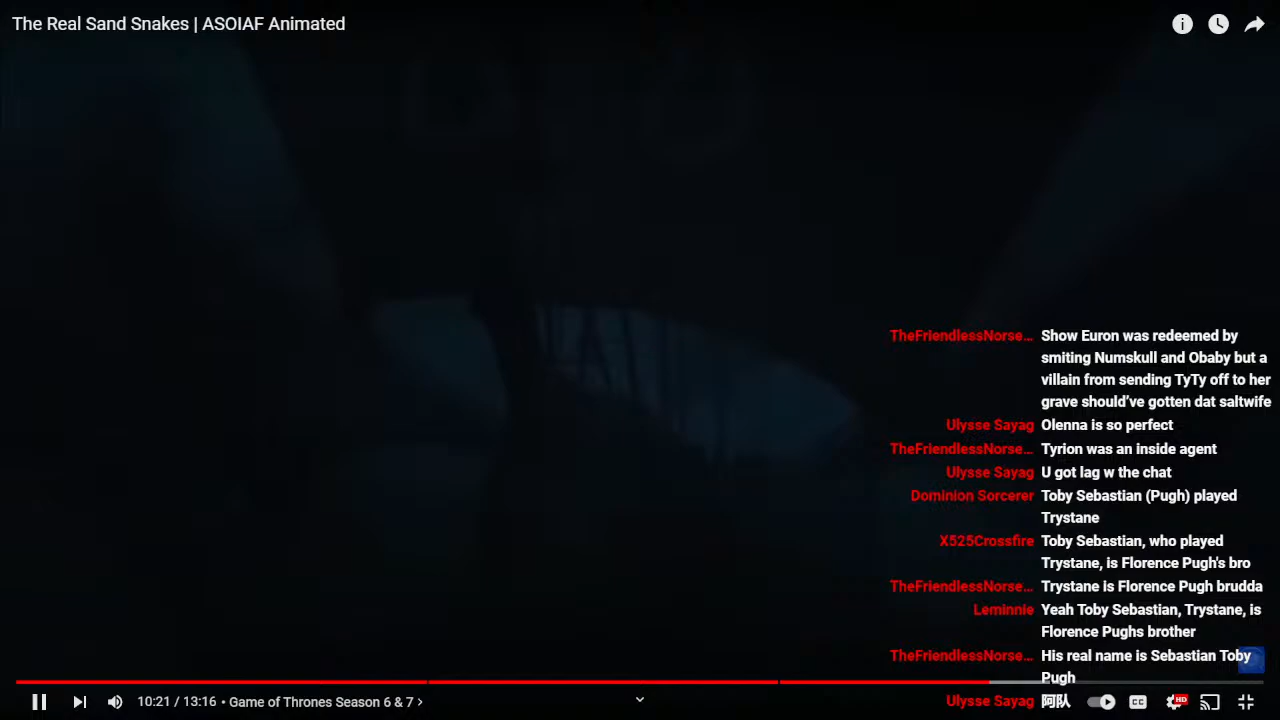 The Real Sand Snakes | ASOIAF Animated
TheFriendlessNorse... Show Euron was redeemed by
smiting Numskull and Obaby but a
villain from sending TyTy off to her
grave should've gotten dat saltwife
Ulysse Sayag Olenna is so perfect
TheFriendlessNorse... Tyrion was an inside agent
Ulysse Sayag U got lag w the chat
Dominion Sorcerer Toby Sebastian (Pugh) played
Trystane
X525Crossfire Toby Sebastian, who played
Trystane, is Florence Pugh's bro
TheFriendlessNorse... Trystane is Florence Pugh brudda
Leminnie Yeah Toby Sebastian, Trystane, is
Florence Pughs brother
TheFriendlessNorse... His real name is Sebastian Toby
Pugh
Ulysse Sayag 阿队
10:21 / 13:16 • Game of Thrones Season 6 & 7 >
CC
HD